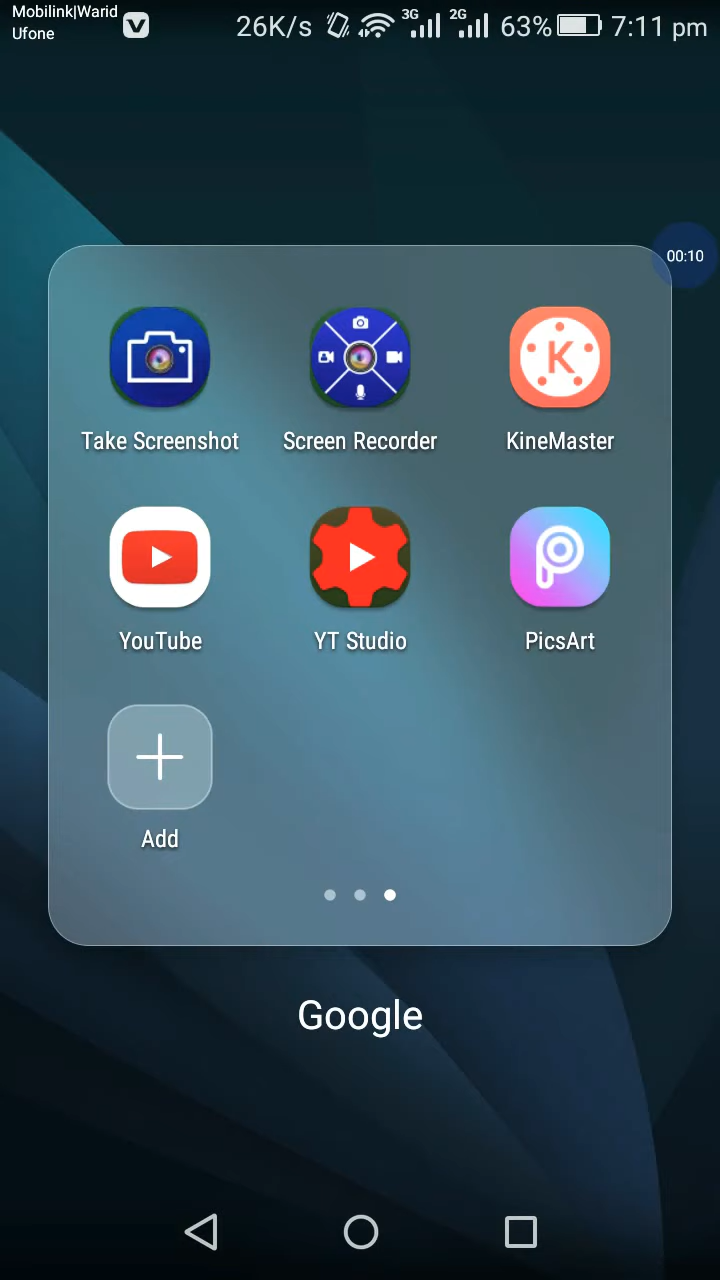 Mobilink|Warid
Ufone
26K/s 3G 2G 63% 7:11 pm
00:10
Take Screenshot
Screen Recorder
KineMaster
YouTube
YT Studio
PicsArt
Add
Google